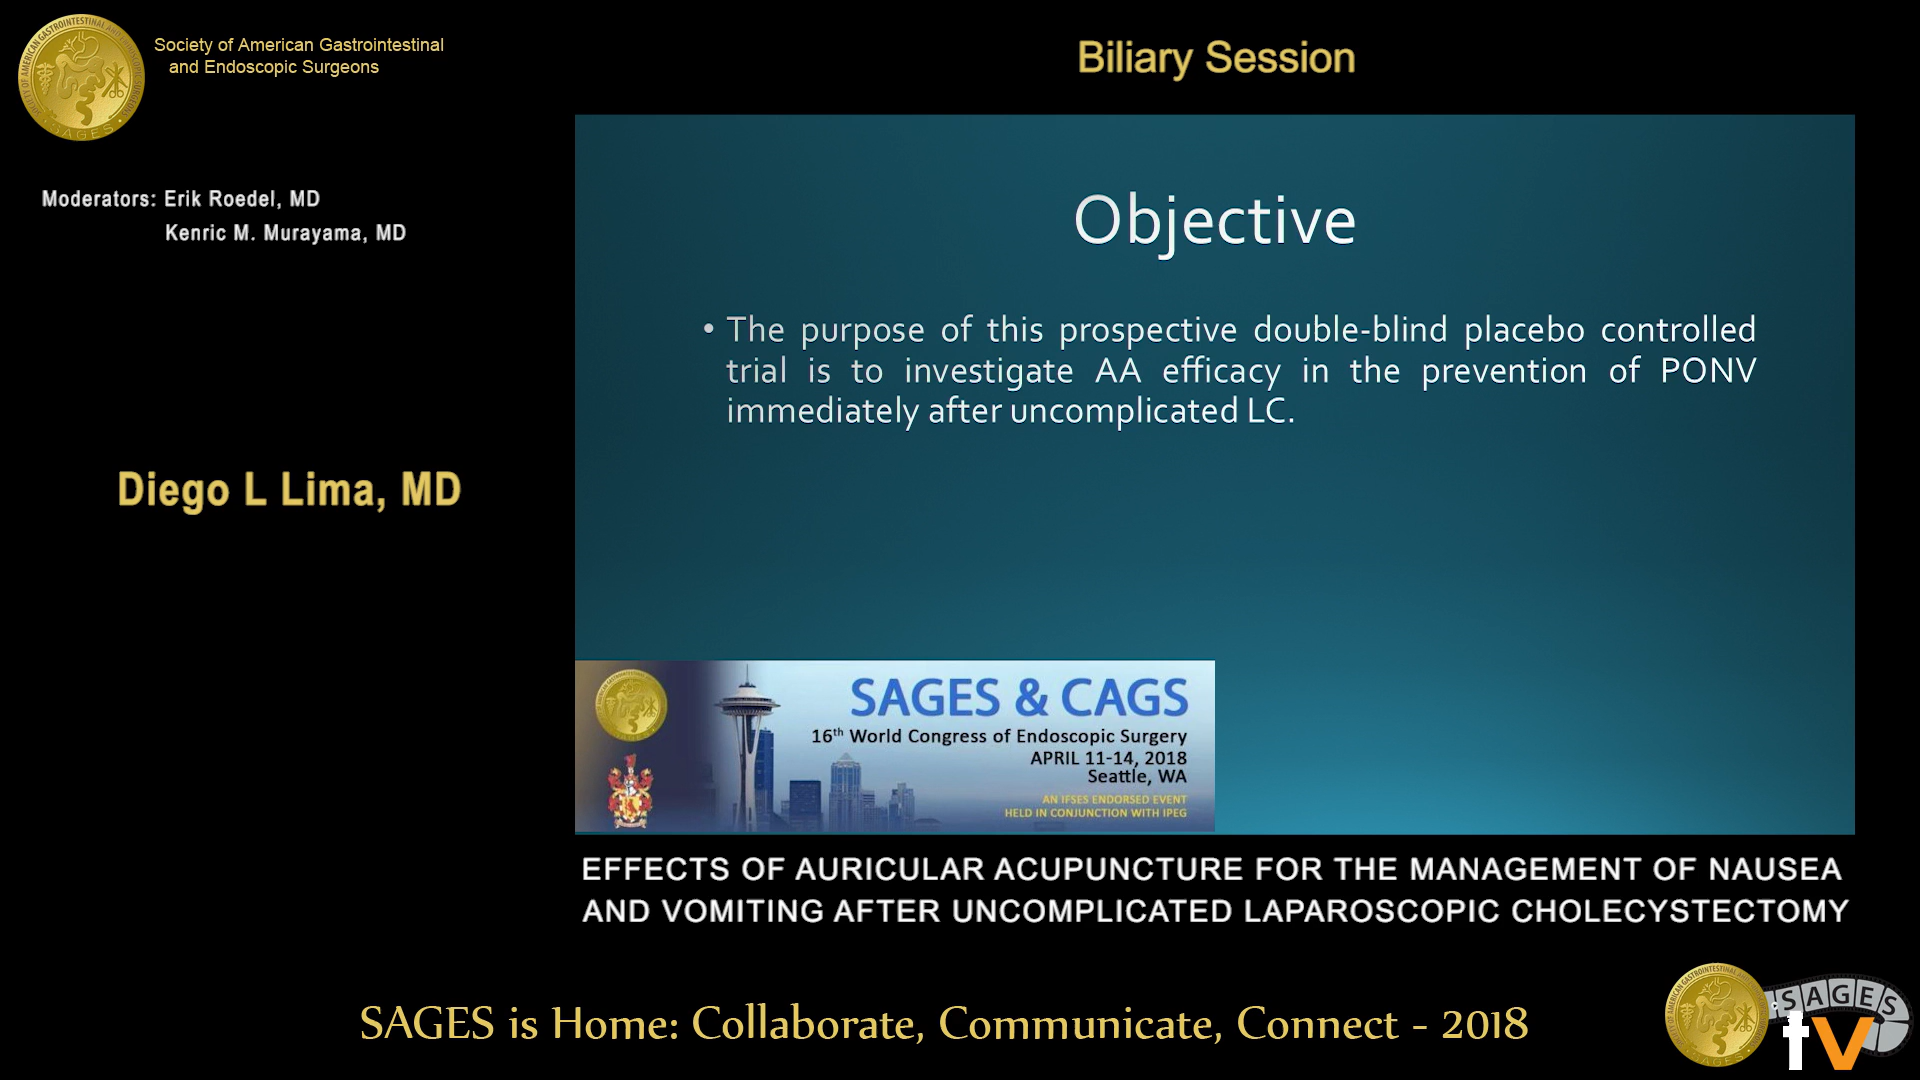 Society of American Gastrointestinal
and Endoscopic Surgeons
Biliary Session
Moderators: Erik Roedel, MD
Kenric M. Murayama, MD
Diego L Lima, MD
Objective
• The purpose of this prospective double-blind placebo controlled
trial is to investigate AA efficacy in the prevention of PONV
immediately after uncomplicated LC.
SAGES & CAGS
16th World Congress of Endoscopic Surgery
APRIL 11-14, 2018
Seattle, WA
AN IFSES ENDORSED EVENT
HELD IN CONJUNCTION WITH IPEG
EFFECTS OF AURICULAR ACUPUNCTURE FOR THE MANAGEMENT OF NAUSEA
AND VOMITING AFTER UNCOMPLICATED LAPAROSCOPIC CHOLECYSTECTOMY
SAGES is Home: Collaborate, Communicate, Connect - 2018
SAGES
tv